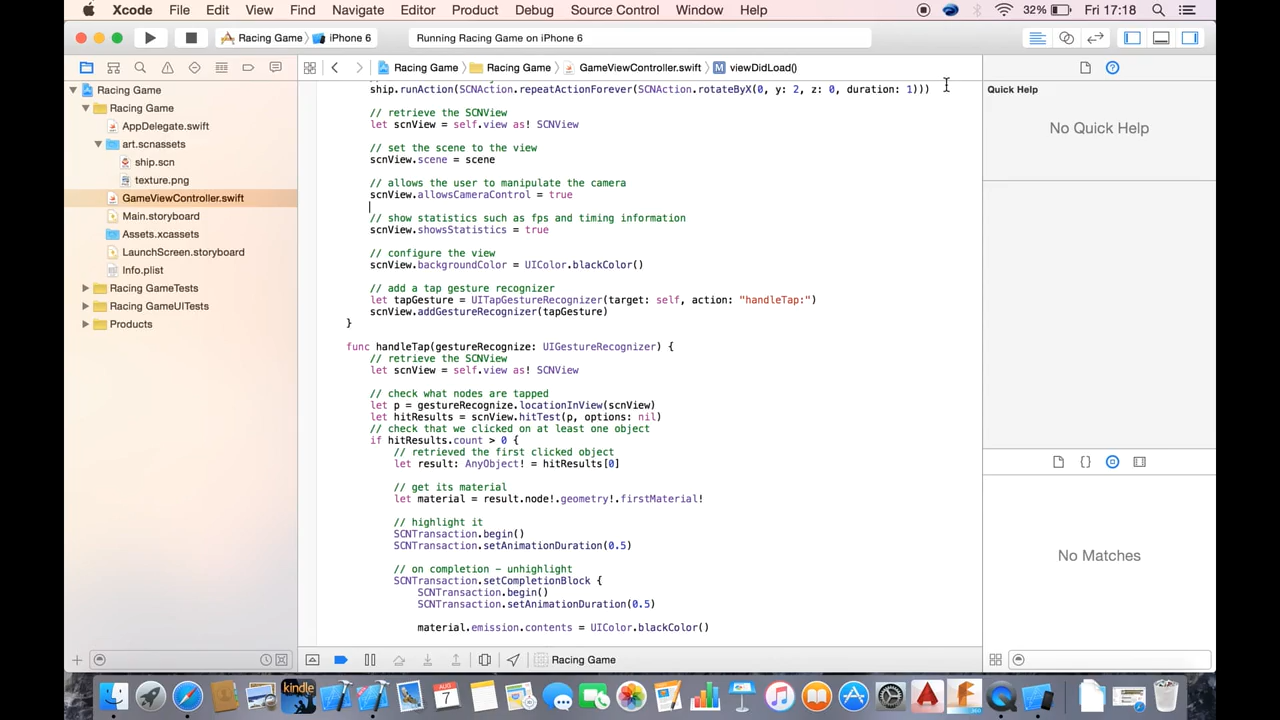 Xcode File Edit View Find Navigate Editor Product Debug Source Control Window Help 32% Fri 17:18
Racing Game iPhone 6 Running Racing Game on iPhone 6
Racing Game Racing Game GameViewController.swift M viewDidLoad()
Racing Game
Racing Game
AppDelegate.swift
art.scnassets
ship.scn
texture.png
GameViewController.swift
Main.storyboard
Assets.xcassets
LaunchScreen.storyboard
Info.plist
Racing GameTests
Racing GameUITests
Products
ship.runAction(SCNAction.repeatActionForever(SCNAction.rotateByX(0, y: 2, z: 0, duration: 1)))
// retrieve the SCNView
let scnView = self.view as! SCNView
// set the scene to the view
scnView.scene = scene
// allows the user to manipulate the camera
scnView.allowsCameraControl = true
// show statistics such as fps and timing information
scnView.showsStatistics = true
// configure the view
scnView.backgroundColor = UIColor.blackColor()
// add a tap gesture recognizer
let tapGesture = UITapGestureRecognizer(target: self, action: "handleTap:")
scnView.addGestureRecognizer(tapGesture)
}
func handleTap(gestureRecognize: UIGestureRecognizer) {
// retrieve the SCNView
let scnView = self.view as! SCNView
// check what nodes are tapped
let p = gestureRecognize.locationInView(scnView)
let hitResults = scnView.hitTest(p, options: nil)
// check that we clicked on at least one object
if hitResults.count > 0 {
// retrieved the first clicked object
let result: AnyObject! = hitResults[0]
// get its material
let material = result.node!.geometry!.firstMaterial!
// highlight it
SCNTransaction.begin()
SCNTransaction.setAnimationDuration(0.5)
// on completion - unhighlight
SCNTransaction.setCompletionBlock {
SCNTransaction.begin()
SCNTransaction.setAnimationDuration(0.5)
material.emission.contents = UIColor.blackColor()
Racing Game
Quick Help
No Quick Help
No Matches
kindle
AUG
7